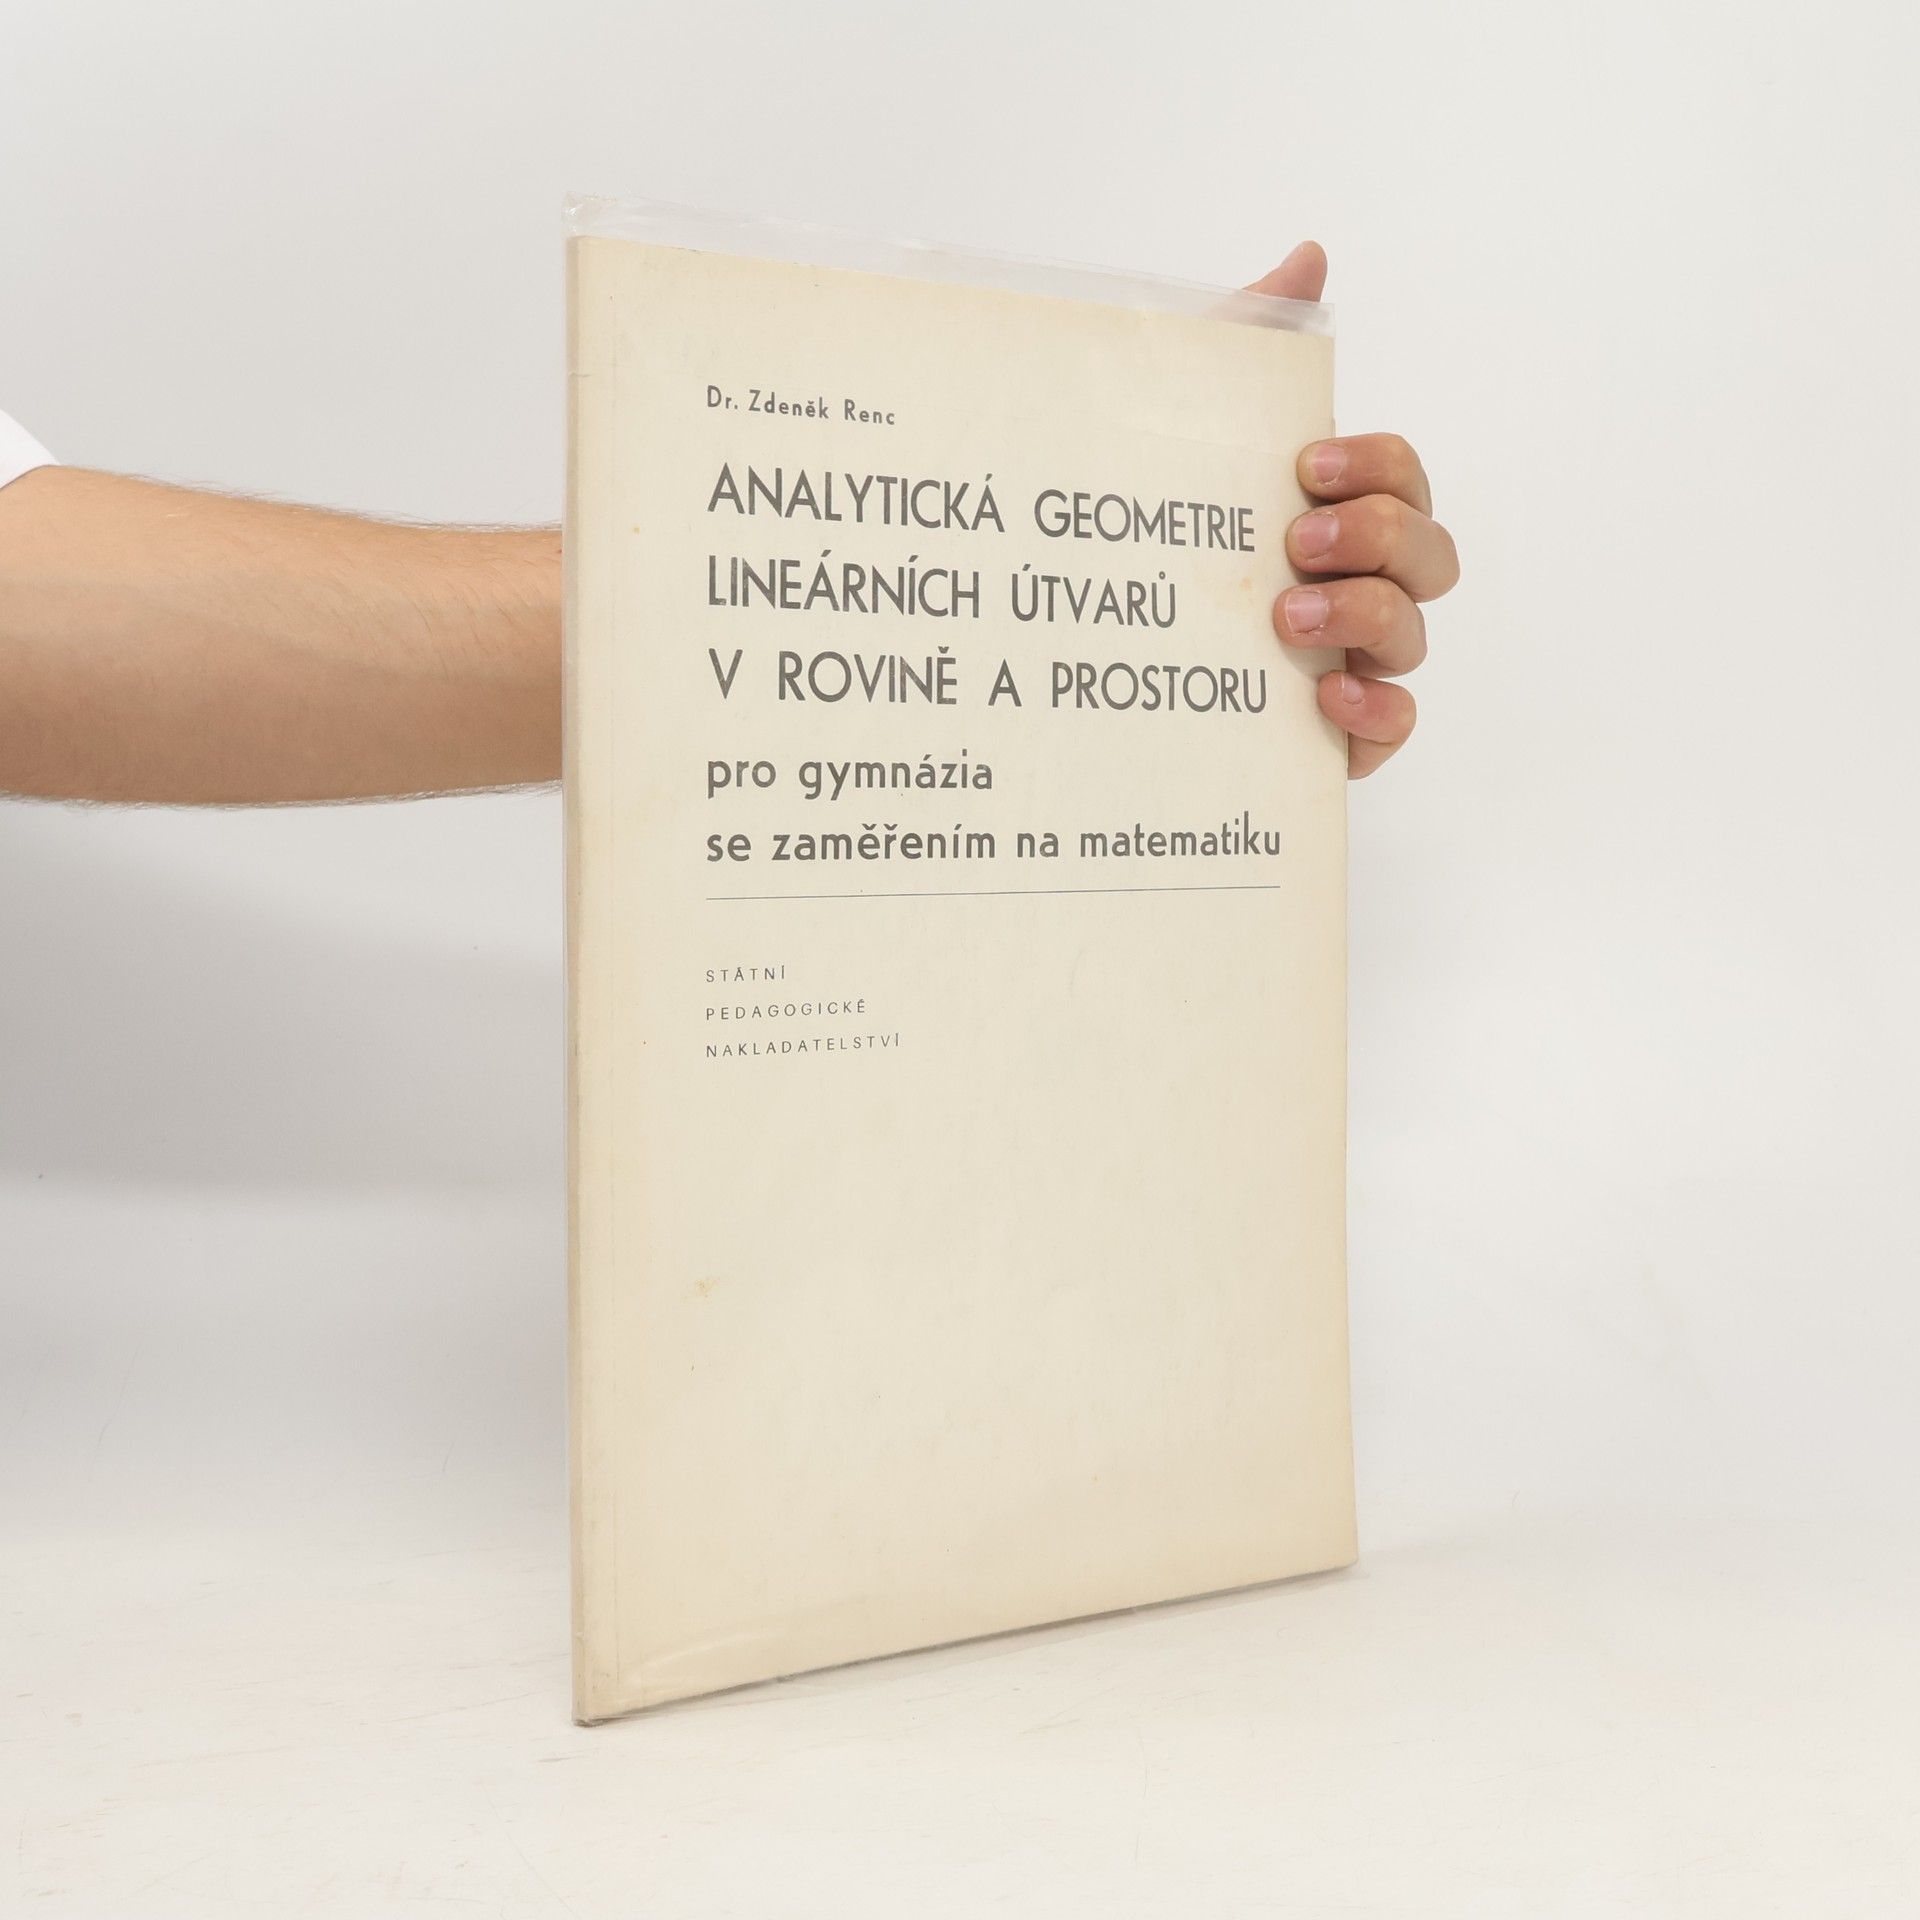 Dr. Zdeněk Renc
ANALYTICKÁ GEOMETRIE
LINEÁRNÍCH ÚTVARŮ
V ROVINĚ A PROSTORU
pro gymnázia
se zaměřením na matematiku
STÁTNÍ
PEDAGOGICKÉ
NAKLADATELSTVÍ